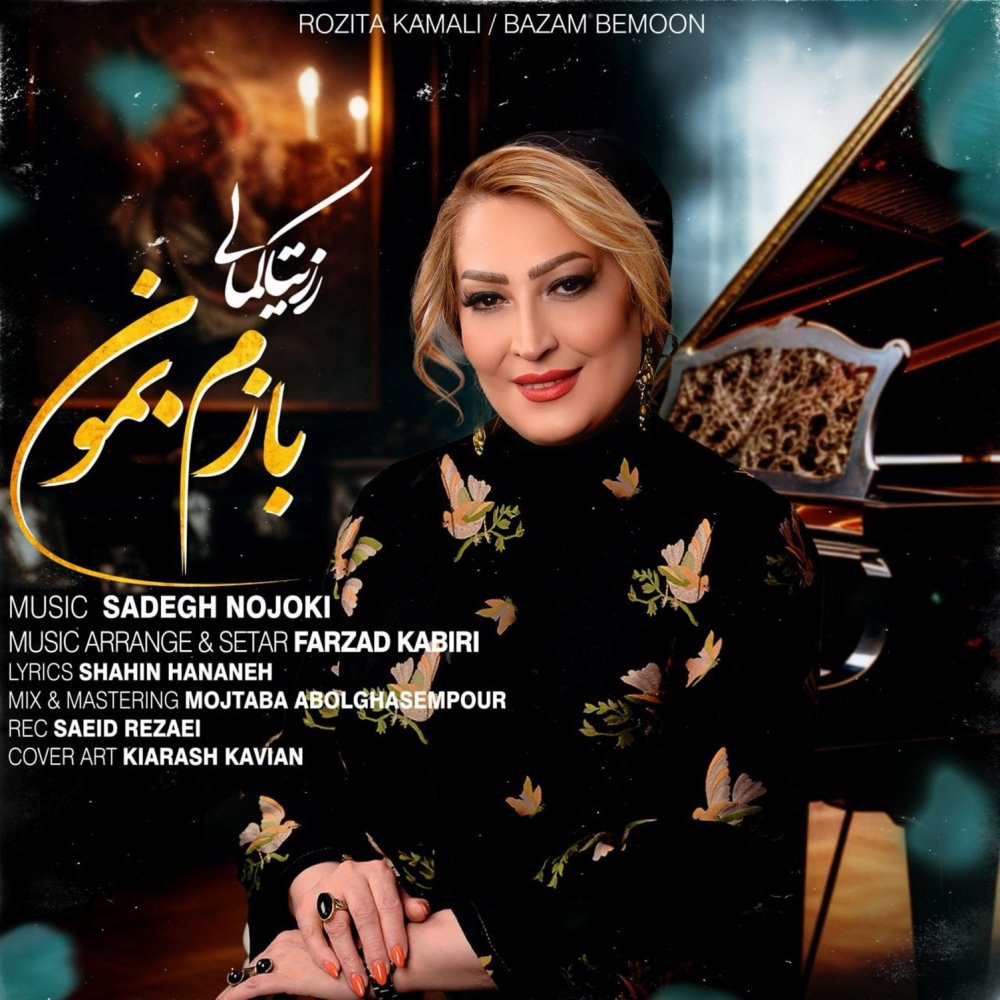 ROZITA KAMALI / BAZAM BEMOON
رزیتا کمالی
بازم بمون
MUSIC SADEGH NOJOKI
MUSIC ARRANGE & SETAR FARZAD KABIRI
LYRICS SHAHIN HANANEH
MIX & MASTERING MOJTABA ABOLGHASEMPOUR
REC SAEID REZAEI
COVER ART KIARASH KAVIAN